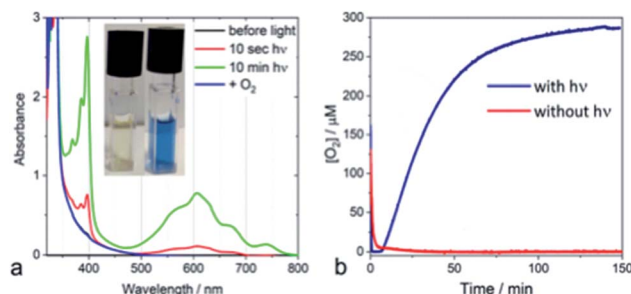 3
2
1
0
Absorbance
before light
10 sec hν
10 min hν
+ O₂
400
500
600
700
800
Wavelength / nm
a
300
250
200
150
100
50
0
[O₂] / μM
with hν
without hν
0
50
100
150
Time / min
b